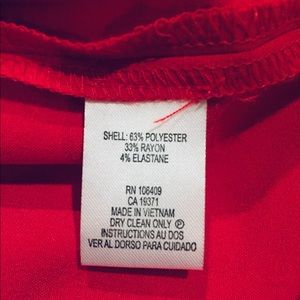 SHELL: 63% POLYESTER
33% RAYON
4% ELASTANE
RN 106409
CA 19371
MADE IN VIETNAM
DRY CLEAN ONLY Ⓟ
INSTRUCTIONS AU DOS
VER AL DORSO PARA CUIDADO